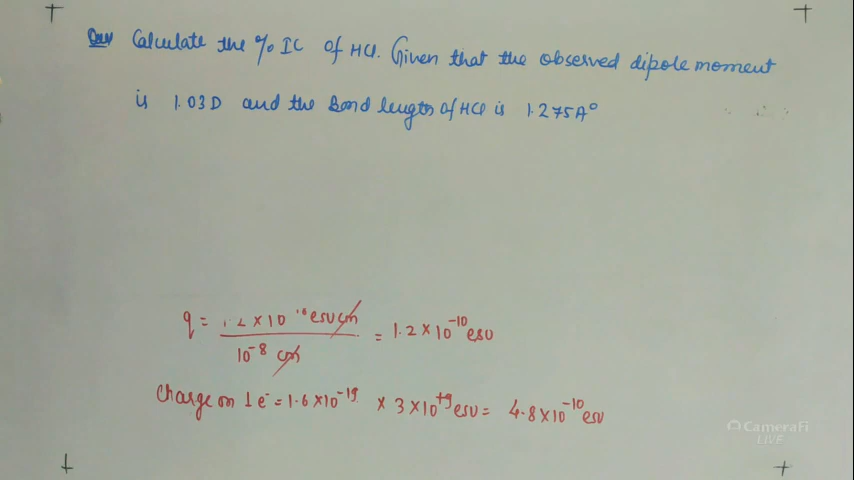 Que Calculate the % IC of HCl. Given that the observed dipole moment
is 1.03D and the Bond length of HCl is 1.275A°
q = 1.2 × 10⁻¹⁸ esu cm / 10⁻⁸ cm = 1.2 × 10⁻¹⁰ esu
Charge on 1 e⁻ = 1.6 × 10⁻¹⁹ × 3 × 10⁺⁹ esu = 4.8 × 10⁻¹⁰ esu
CameraFi
LIVE